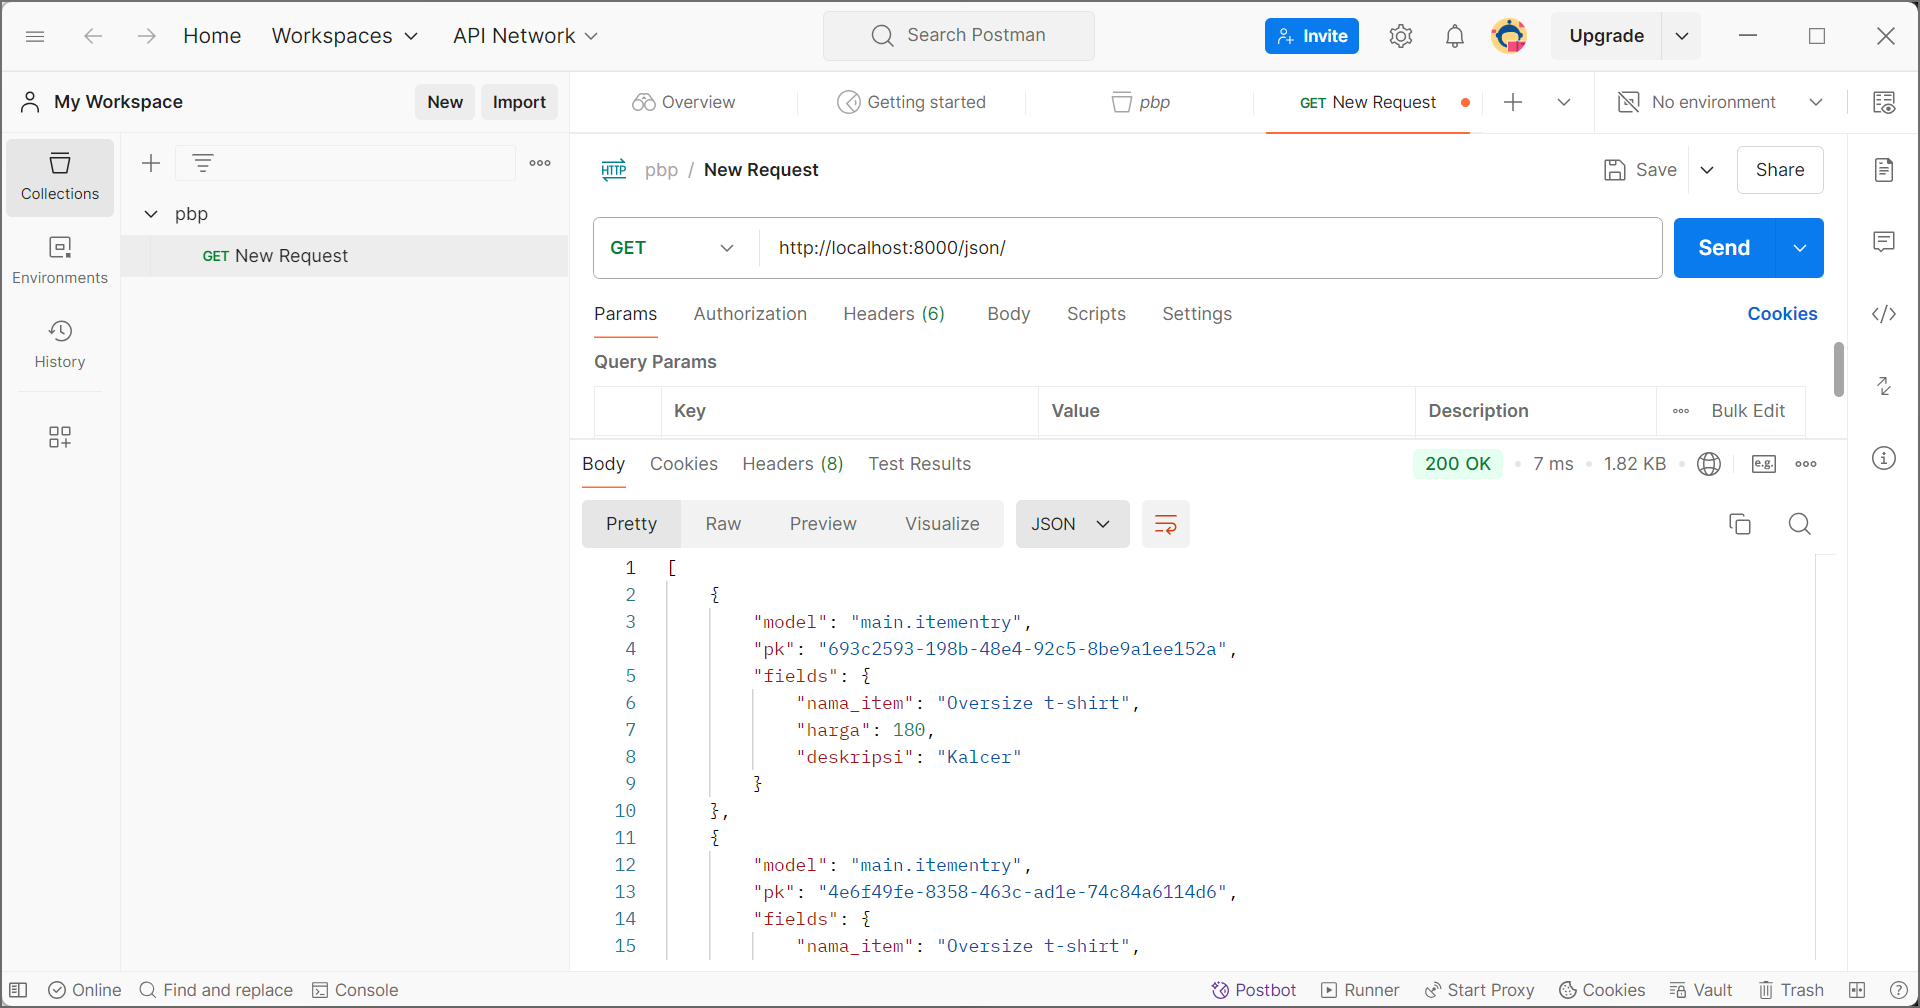 Home Workspaces API Network Search Postman Invite Upgrade
My Workspace New Import Overview Getting started pbp GET New Request No environment
Collections
Environments
History
pbp
GET New Request
HTTP pbp / New Request Save Share
GET http://localhost:8000/json/ Send
Params Authorization Headers (6) Body Scripts Settings Cookies
Query Params
Key Value Description Bulk Edit
Body Cookies Headers (8) Test Results 200 OK 7 ms 1.82 KB e.g.
Pretty Raw Preview Visualize JSON
1 [
2 {
3 "model": "main.itementry",
4 "pk": "693c2593-198b-48e4-92c5-8be9a1ee152a",
5 "fields": {
6 "nama_item": "Oversize t-shirt",
7 "harga": 180,
8 "deskripsi": "Kalcer"
9 }
10 },
11 {
12 "model": "main.itementry",
13 "pk": "4e6f49fe-8358-463c-ad1e-74c84a6114d6",
14 "fields": {
15 "nama_item": "Oversize t-shirt",
Online Find and replace Console Postbot Runner Start Proxy Cookies Vault Trash